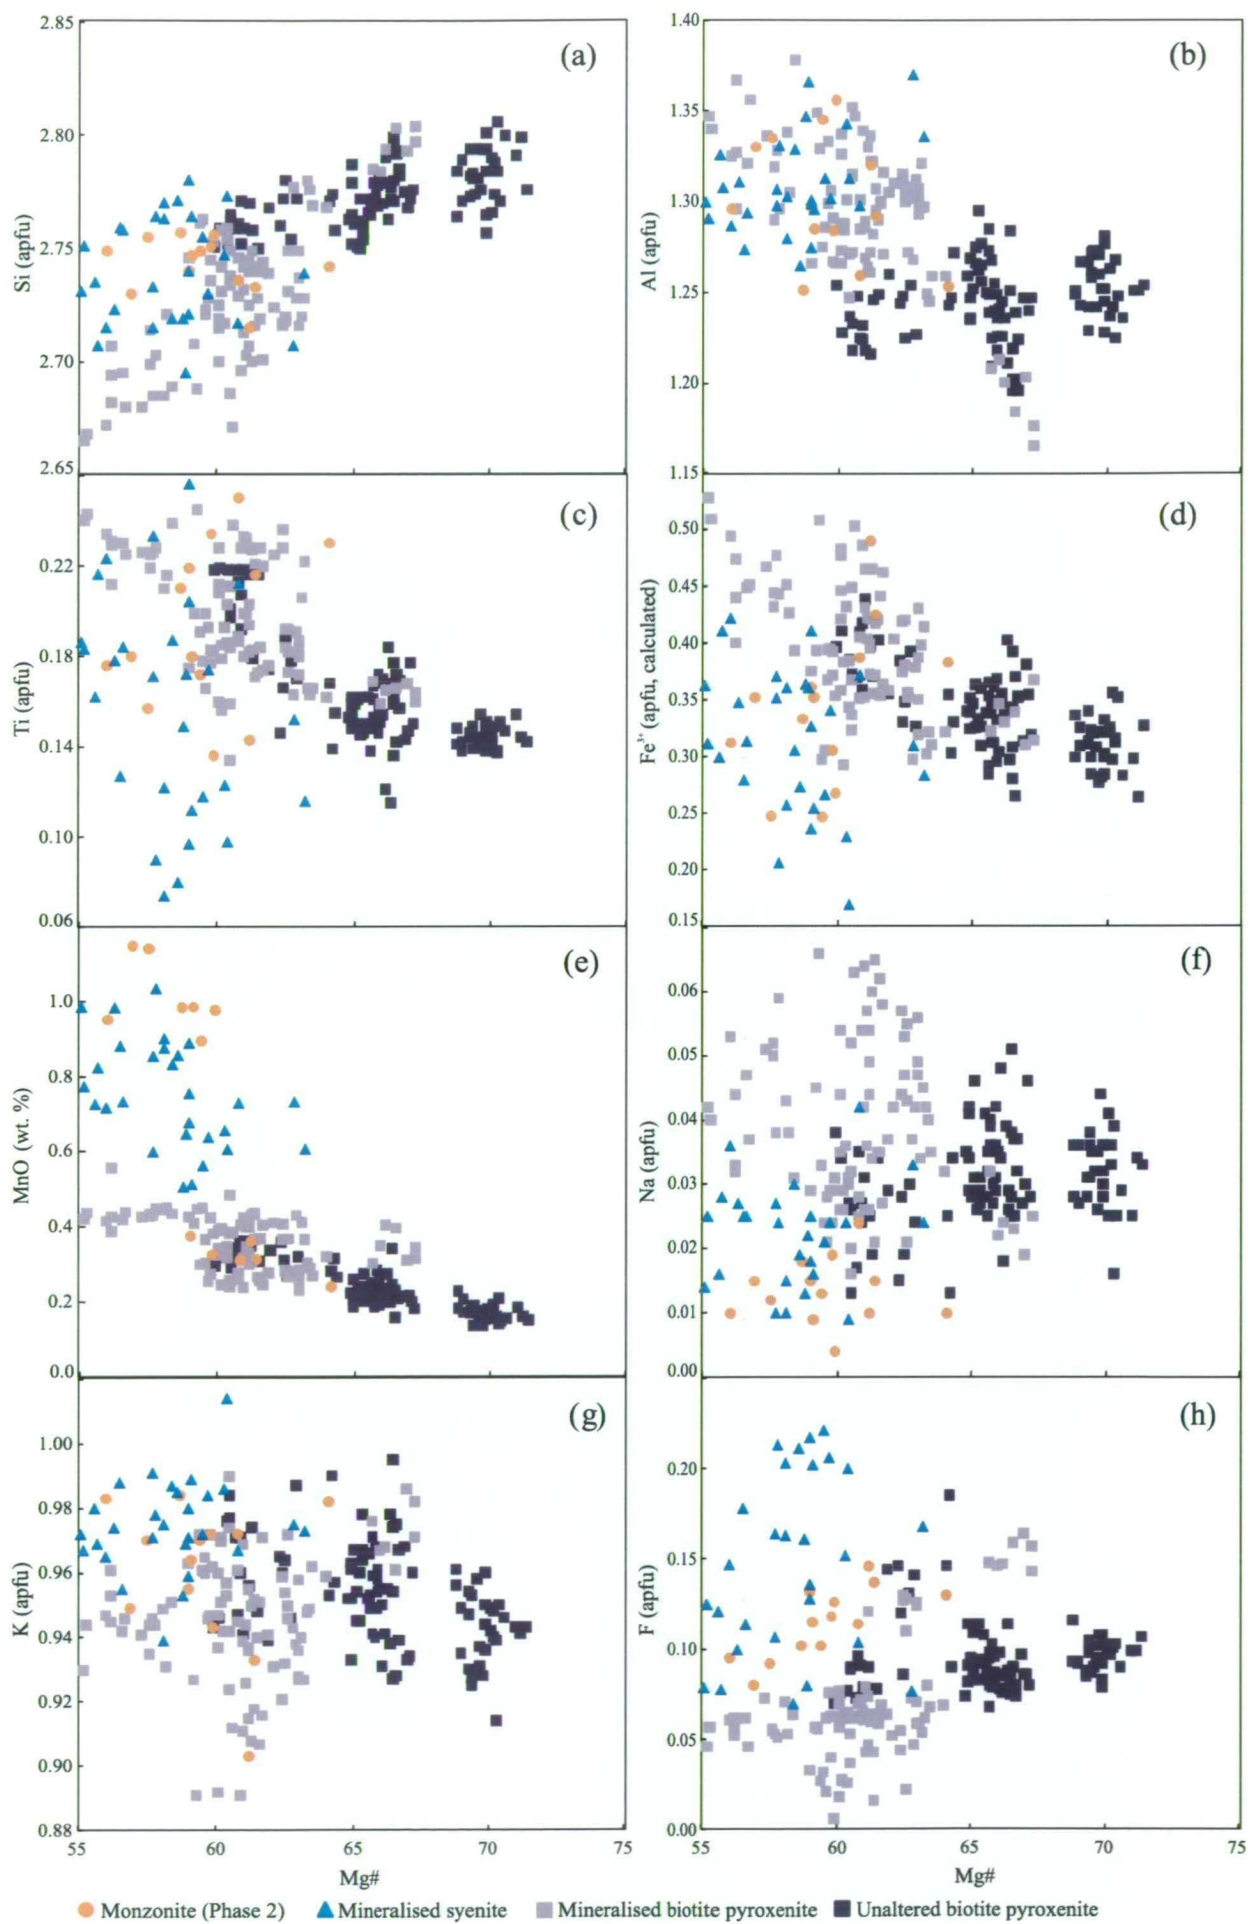 2.85
(a)
2.80
2.75
2.70
2.65
Si (apfu)
1.40
(b)
1.35
1.30
1.25
1.20
1.15
Al (apfu)
(c)
0.22
0.18
0.14
0.10
0.06
Ti (apfu)
(d)
0.50
0.45
0.40
0.35
0.30
0.25
0.20
0.15
Fe³⁺ (apfu, calculated)
(e)
1.0
0.8
0.6
0.4
0.2
0.0
MnO (wt. %)
(f)
0.06
0.05
0.04
0.03
0.02
0.01
0.00
Na (apfu)
(g)
1.00
0.98
0.96
0.94
0.92
0.90
0.88
K (apfu)
55 60 65 70
Mg#
(h)
0.20
0.15
0.10
0.05
0.00
F (apfu)
55 60 65 70 75
Mg#
Monzonite (Phase 2) Mineralised syenite Mineralised biotite pyroxenite Unaltered biotite pyroxenite